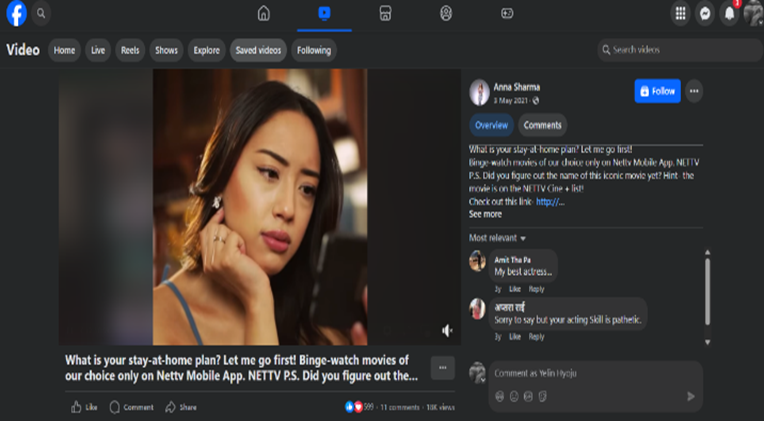 Video
Home
Live
Reels
Shows
Explore
Saved videos
Following
Search videos
Anna Sharma
3 May 2021
Follow
Overview
Comments
What is your stay-at-home plan? Let me go first!
Binge-watch movies of our choice only on Nettv Mobile App. NETTV
P.S. Did you figure out the name of this iconic movie yet? Hint- the
movie is on the NETTV Cine + list!
Check out this link- http://...
See more
Most relevant
Amit Tha Pa
My best actress...
3y Like Reply
अप्सरा राई
Sorry to say but your acting Skill is pathetic.
3y Like Reply
What is your stay-at-home plan? Let me go first! Binge-watch movies of
our choice only on Nettv Mobile App. NETTV P.S. Did you figure out the...
Like
Comment
Share
599 · 11 comments · 18K views
Comment as Yelin Hyoju